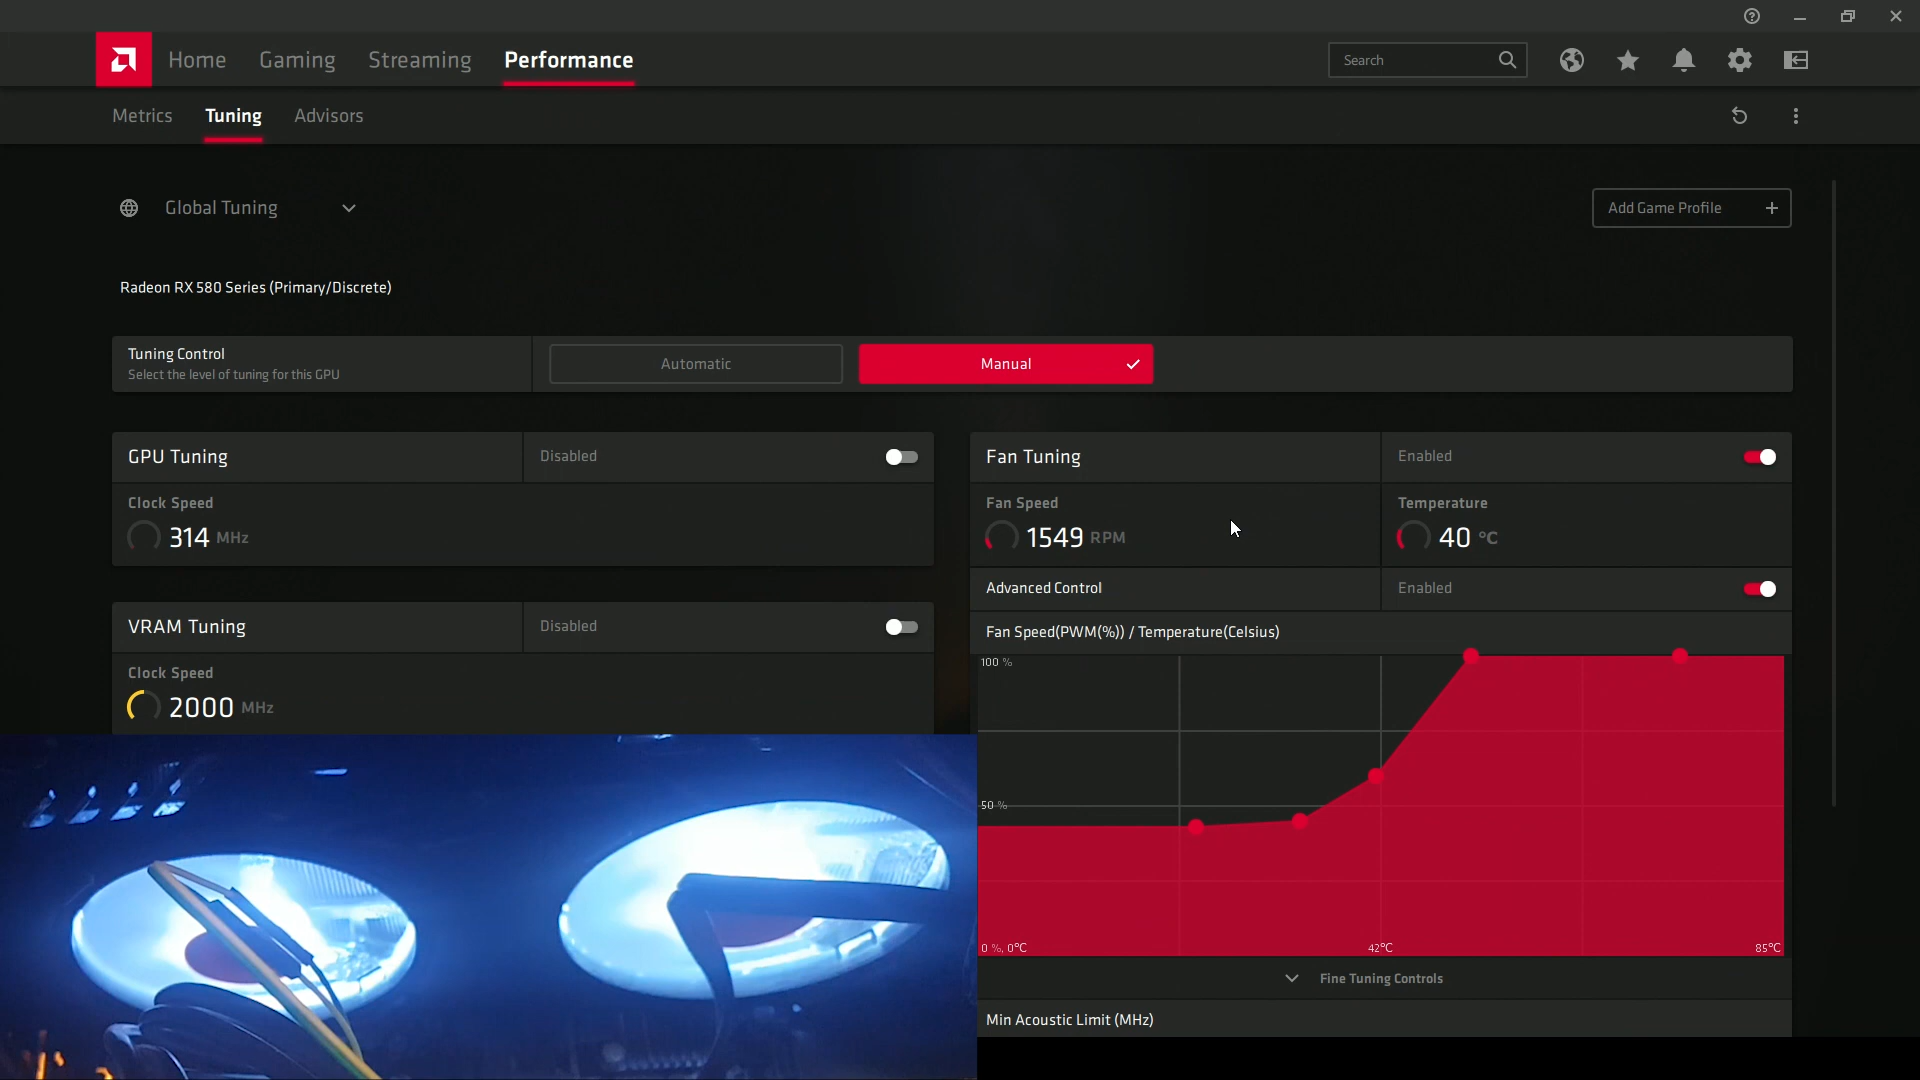 Home Gaming Streaming Performance
Search
Metrics Tuning Advisors
Global Tuning
Add Game Profile +
Radeon RX 580 Series (Primary/Discrete)
Tuning Control
Select the level of tuning for this GPU
Automatic
Manual
GPU Tuning
Disabled
Clock Speed
314 MHz
VRAM Tuning
Disabled
Clock Speed
2000 MHz
Fan Tuning
Enabled
Fan Speed
1549 RPM
Temperature
40 °C
Advanced Control
Enabled
Fan Speed(PWM(%)) / Temperature(Celsius)
100 %
50 %
0 %, 0°C
42°C
85°C
Fine Tuning Controls
Min Acoustic Limit (MHz)